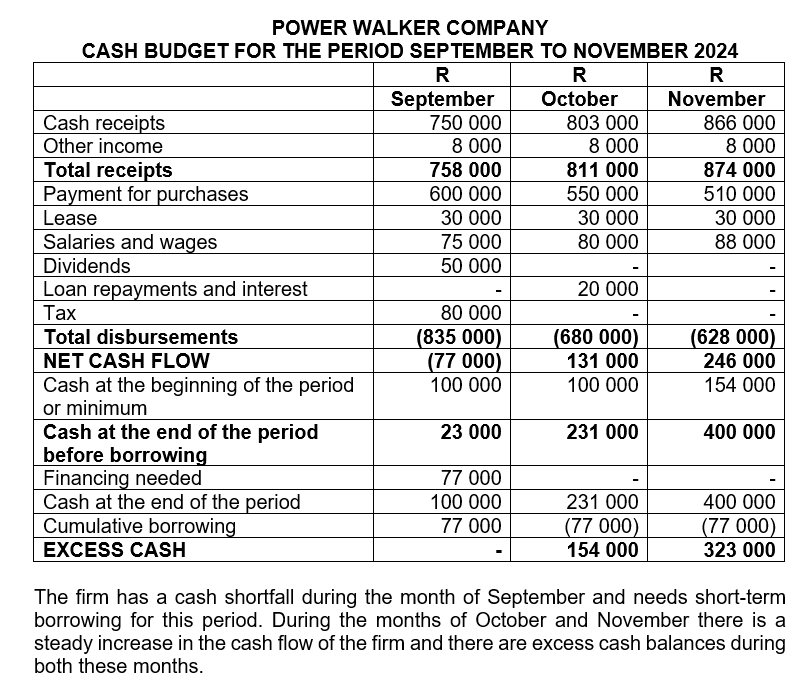 POWER WALKER COMPANY
CASH BUDGET FOR THE PERIOD SEPTEMBER TO NOVEMBER 2024
R R R
September October November
Cash receipts 750 000 803 000 866 000
Other income 8 000 8 000 8 000
Total receipts 758 000 811 000 874 000
Payment for purchases 600 000 550 000 510 000
Lease 30 000 30 000 30 000
Salaries and wages 75 000 80 000 88 000
Dividends 50 000 - -
Loan repayments and interest - 20 000 -
Tax 80 000 - -
Total disbursements (835 000) (680 000) (628 000)
NET CASH FLOW (77 000) 131 000 246 000
Cash at the beginning of the period 100 000 100 000 154 000
or minimum
Cash at the end of the period 23 000 231 000 400 000
before borrowing
Financing needed 77 000 - -
Cash at the end of the period 100 000 231 000 400 000
Cumulative borrowing 77 000 (77 000) (77 000)
EXCESS CASH - 154 000 323 000
The firm has a cash shortfall during the month of September and needs short-term
borrowing for this period. During the months of October and November there is a
steady increase in the cash flow of the firm and there are excess cash balances during
both these months.